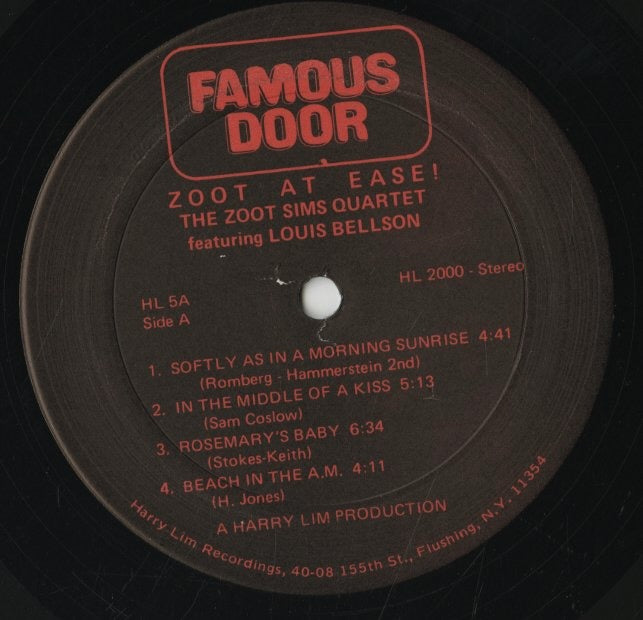 FAMOUS
DOOR
ZOOT AT EASE!
THE ZOOT SIMS QUARTET
featuring LOUIS BELLSON
HL 2000 - Stereo
HL 5A
Side A
1. SOFTLY AS IN A MORNING SUNRISE 4:41
(Romberg - Hammerstein 2nd)
2. IN THE MIDDLE OF A KISS 5:13
(Sam Coslow)
3. ROSEMARY'S BABY 6:34
(Stokes-Keith)
4. BEACH IN THE A.M. 4:11
(H. Jones)
A HARRY LIM PRODUCTION
Harry Lim Recordings, 40-08 155th St., Flushing, N.Y. 11354